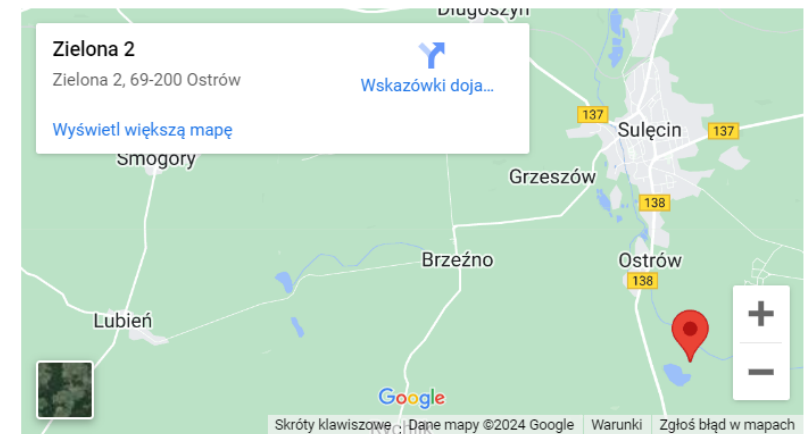 Długoszyn
Zielona 2
Zielona 2, 69-200 Ostrów
Wskazówki doja...
Wyświetl większą mapę
137
Sulęcin
137
Smogóry
Grzeszów
138
Brzeźno
Ostrów
138
Lubień
+
−
Google
Skróty klawiszowe
Dane mapy ©2024 Google
Warunki
Zgłoś błąd w mapach